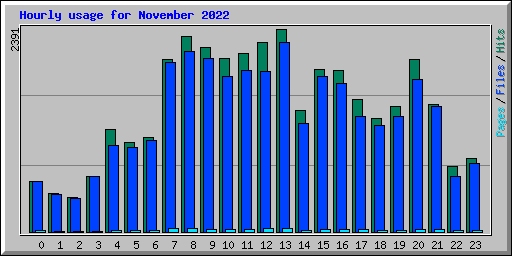 Hourly usage for November 2022
2391
Pages / Files / Hits
0 1 2 3 4 5 6 7 8 9 10 11 12 13 14 15 16 17 18 19 20 21 22 23